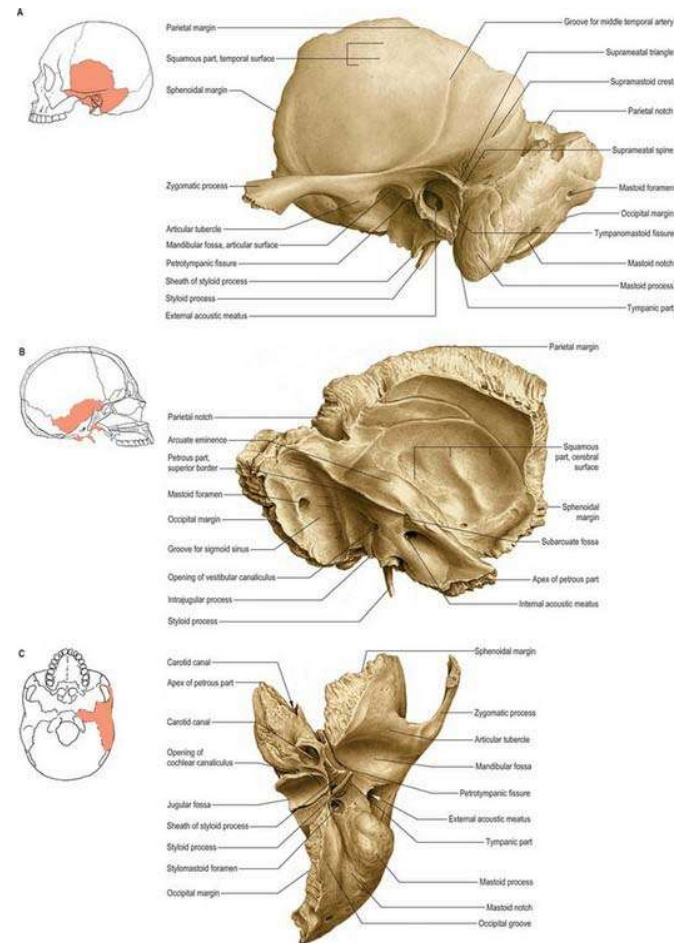 A
Parietal margin
Squamous part, temporal surface
Sphenoidal margin
Zygomatic process
Articular tubercle
Mandibular fossa, articular surface
Petrotympanic fissure
Sheath of styloid process
Styloid process
External acoustic meatus
Groove for middle temporal artery
Suprameatal triangle
Supramastoid crest
Parietal notch
Suprameatal spine
Mastoid foramen
Occipital margin
Tympanomastoid fissure
Mastoid notch
Mastoid process
Tympanic part
B
Parietal margin
Parietal notch
Arcuate eminence
Petrous part,
superior border
Mastoid foramen
Occipital margin
Groove for sigmoid sinus
Opening of vestibular canaliculus
Intrajugular process
Styloid process
Squamous
part, cerebral
surface
Sphenoidal
margin
Subarcuate fossa
Apex of petrous part
Internal acoustic meatus
C
Carotid canal
Apex of petrous part
Carotid canal
Opening of
cochlear canaliculus
Jugular fossa
Sheath of styloid process
Styloid process
Stylomastoid foramen
Occipital margin
Sphenoidal margin
Zygomatic process
Articular tubercle
Mandibular fossa
Petrotympanic fissure
External acoustic meatus
Tympanic part
Mastoid process
Mastoid notch
Occipital groove